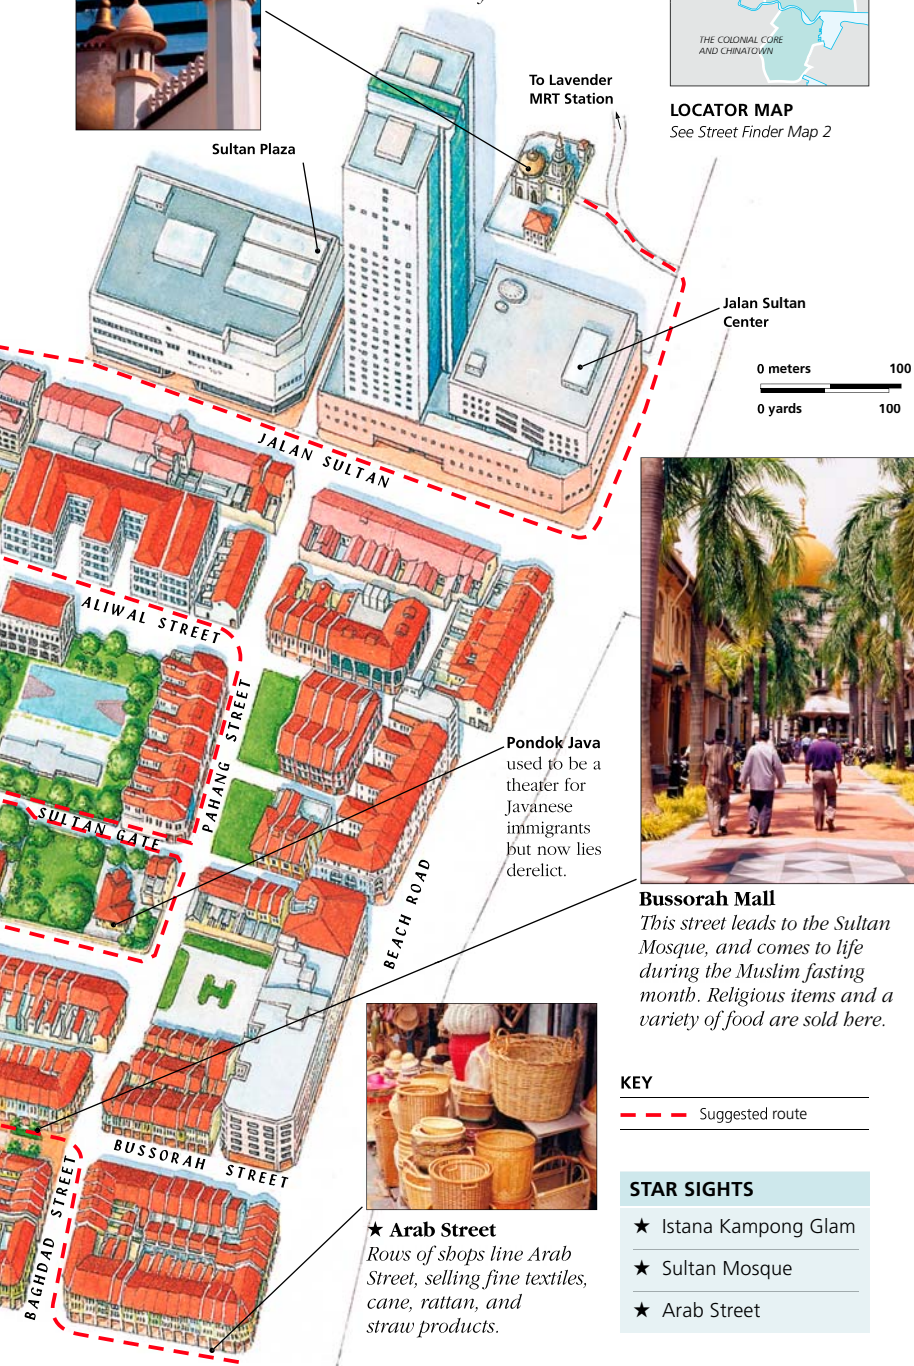 THE COLONIAL CORE
AND CHINATOWN
To Lavender
MRT Station
LOCATOR MAP
See Street Finder Map 2
Sultan Plaza
Jalan Sultan
Center
0 meters 100
0 yards 100
JALAN SULTAN
ALIWAL STREET
PAHANG STREET
SULTAN GATE
Pondok Java
used to be a
theater for
Javanese
immigrants
but now lies
derelict.
BEACH ROAD
Bussorah Mall
This street leads to the Sultan
Mosque, and comes to life
during the Muslim fasting
month. Religious items and a
variety of food are sold here.
KEY
Suggested route
BUSSORAH STREET
BAGHDAD STREET
★ Arab Street
Rows of shops line Arab
Street, selling fine textiles,
cane, rattan, and
straw products.
STAR SIGHTS
★ Istana Kampong Glam
★ Sultan Mosque
★ Arab Street